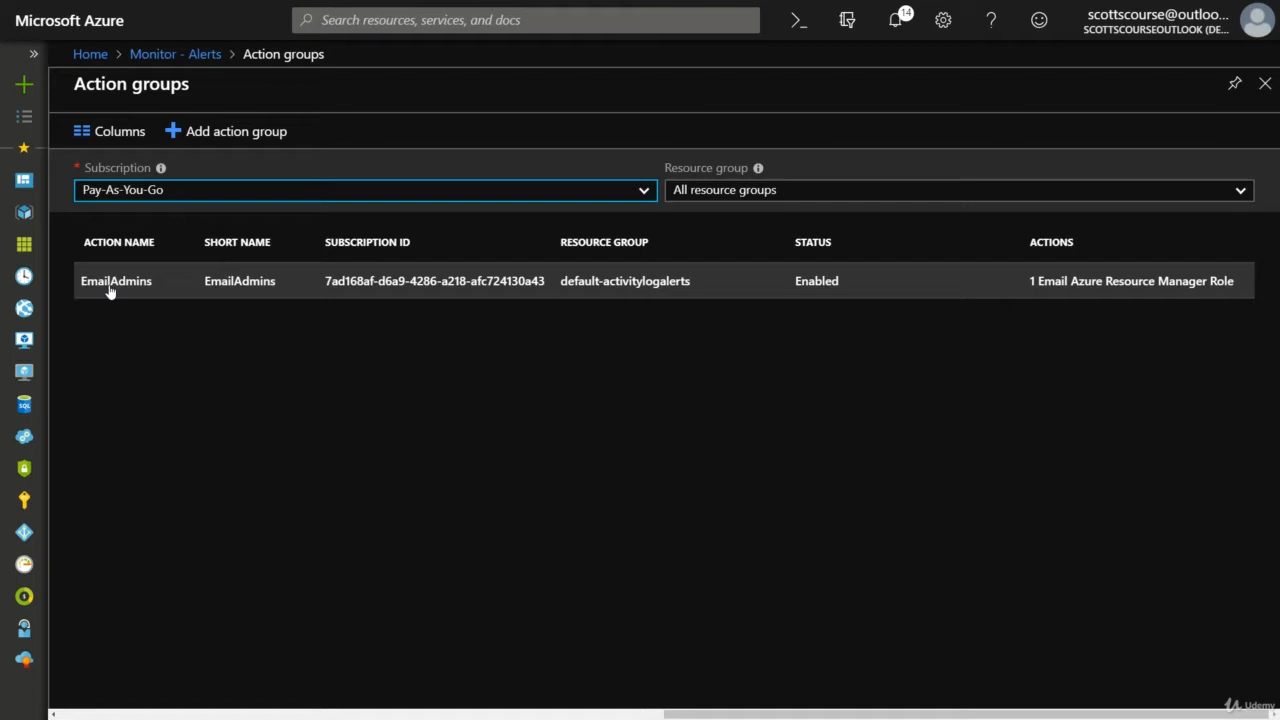 Microsoft Azure
Search resources, services, and docs
14
scottscourse@outloo...
SCOTTSCOURSEOUTLOOK (DE...
Home > Monitor - Alerts > Action groups
Action groups
Columns
Add action group
* Subscription
Resource group
Pay-As-You-Go
All resource groups
ACTION NAME SHORT NAME SUBSCRIPTION ID RESOURCE GROUP STATUS ACTIONS
EmailAdmins EmailAdmins 7ad168af-d6a9-4286-a218-afc724130a43 default-activitylogalerts Enabled 1 Email Azure Resource Manager Role
SQL
Udemy